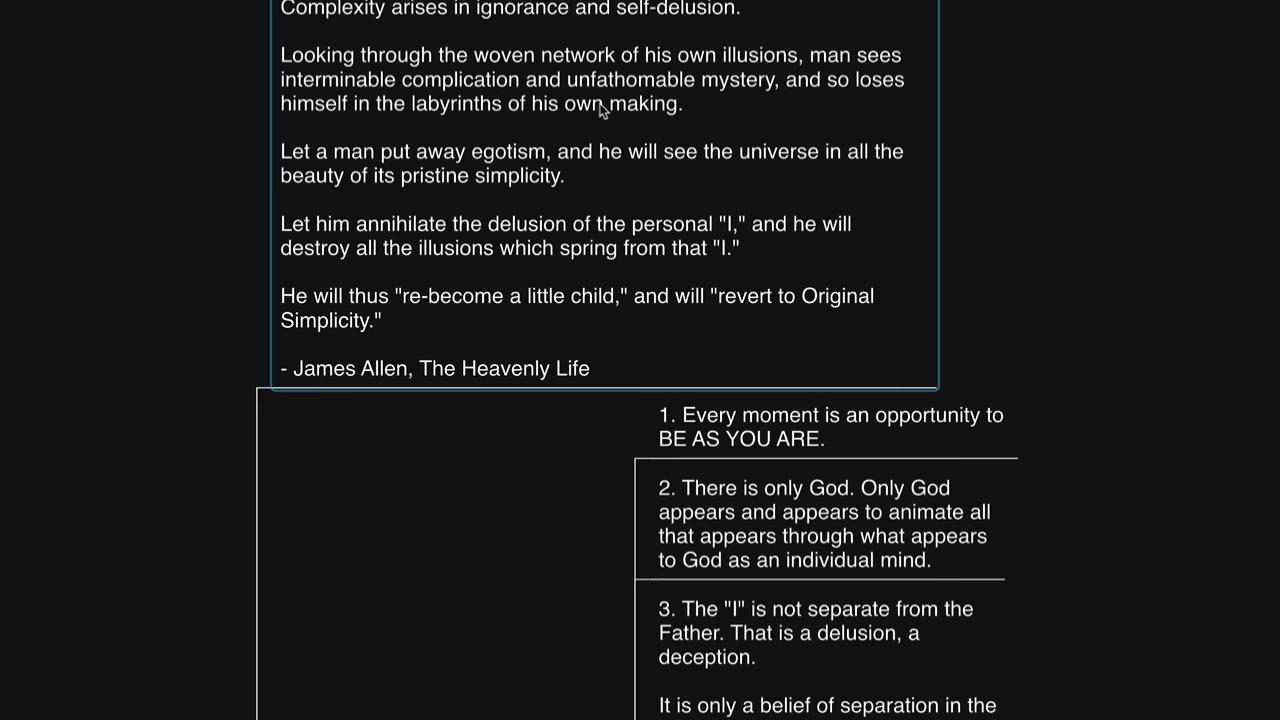 Complexity arises in ignorance and self-delusion.
Looking through the woven network of his own illusions, man sees
interminable complication and unfathomable mystery, and so loses
himself in the labyrinths of his own making.
Let a man put away egotism, and he will see the universe in all the
beauty of its pristine simplicity.
Let him annihilate the delusion of the personal "I," and he will
destroy all the illusions which spring from that "I."
He will thus "re-become a little child," and will "revert to Original
Simplicity."
- James Allen, The Heavenly Life
1. Every moment is an opportunity to
BE AS YOU ARE.
2. There is only God. Only God
appears and appears to animate all
that appears through what appears
to God as an individual mind.
3. The "I" is not separate from the
Father. That is a delusion, a
deception.
It is only a belief of separation in the